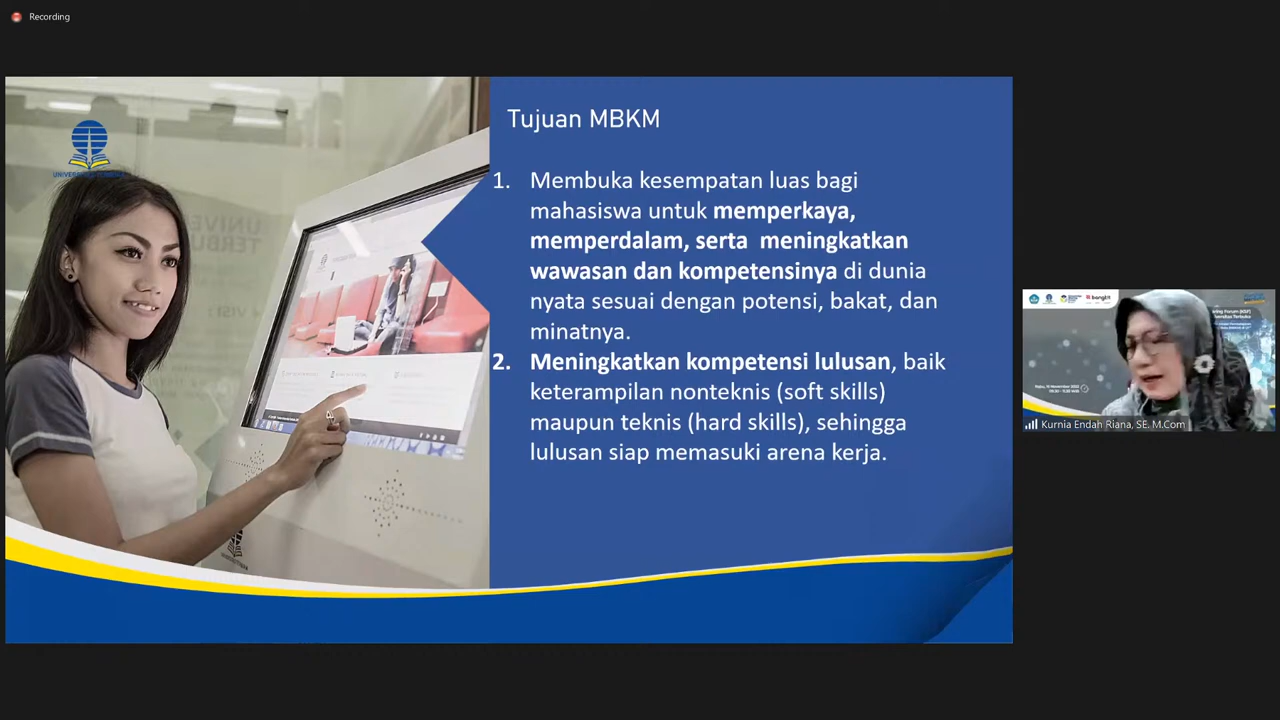 Recording
Tujuan MBKM
1. Membuka kesempatan luas bagi
mahasiswa untuk memperkaya,
memperdalam, serta meningkatkan
wawasan dan kompetensinya di dunia
nyata sesuai dengan potensi, bakat, dan
minatnya.
2. Meningkatkan kompetensi lulusan, baik
keterampilan nonteknis (soft skills)
maupun teknis (hard skills), sehingga
lulusan siap memasuki arena kerja.
bangkit
Kurnia Endah Riana, SE. M.Com